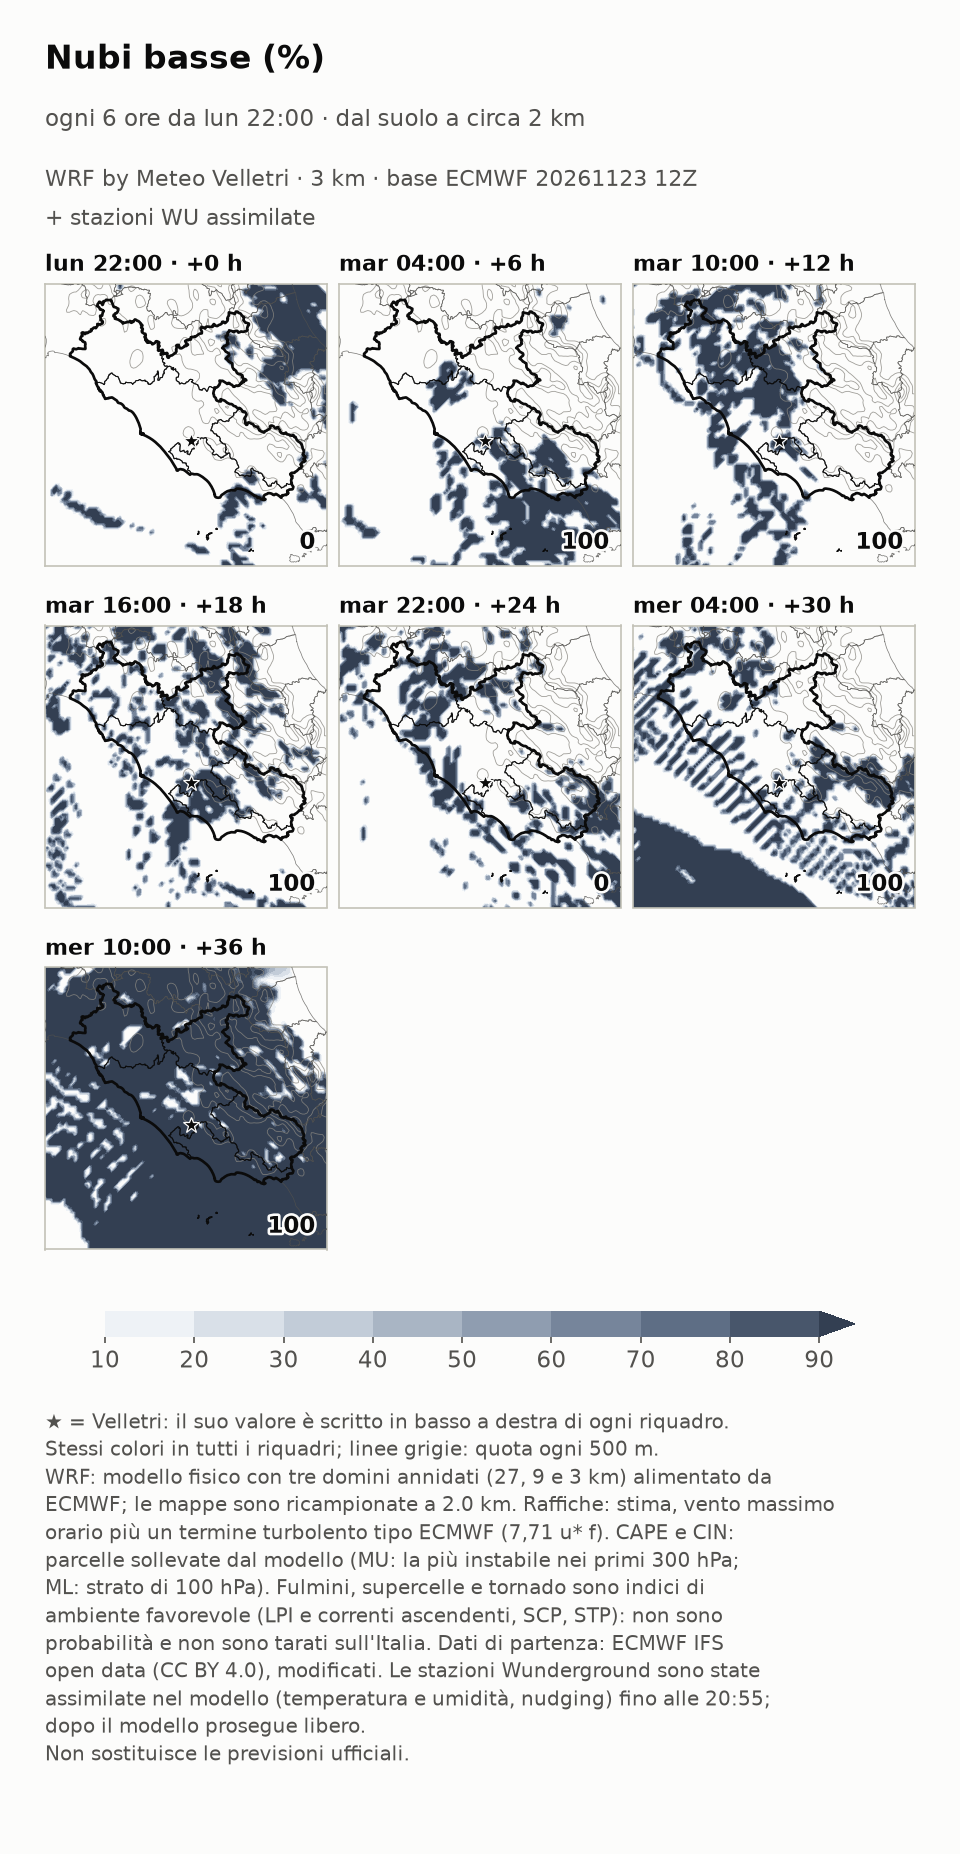 Nubi basse (%)
ogni 6 ore da lun 22:00 · dal suolo a circa 2 km
WRF by Meteo Velletri · 3 km · base ECMWF 20261123 12Z
+ stazioni WU assimilate
lun 22:00 · +0 h
mar 04:00 · +6 h
mar 10:00 · +12 h
0
100
100
mar 16:00 · +18 h
mar 22:00 · +24 h
mer 04:00 · +30 h
100
0
100
mer 10:00 · +36 h
100
10 20 30 40 50 60 70 80 90
★ = Velletri: il suo valore è scritto in basso a destra di ogni riquadro.
Stessi colori in tutti i riquadri; linee grigie: quota ogni 500 m.
WRF: modello fisico con tre domini annidati (27, 9 e 3 km) alimentato da
ECMWF; le mappe sono ricampionate a 2.0 km. Raffiche: stima, vento massimo
orario più un termine turbolento tipo ECMWF (7,71 u* f). CAPE e CIN:
parcelle sollevate dal modello (MU: la più instabile nei primi 300 hPa;
ML: strato di 100 hPa). Fulmini, supercelle e tornado sono indici di
ambiente favorevole (LPI e correnti ascendenti, SCP, STP): non sono
probabilità e non sono tarati sull'Italia. Dati di partenza: ECMWF IFS
open data (CC BY 4.0), modificati. Le stazioni Wunderground sono state
assimilate nel modello (temperatura e umidità, nudging) fino alle 20:55;
dopo il modello prosegue libero.
Non sostituisce le previsioni ufficiali.